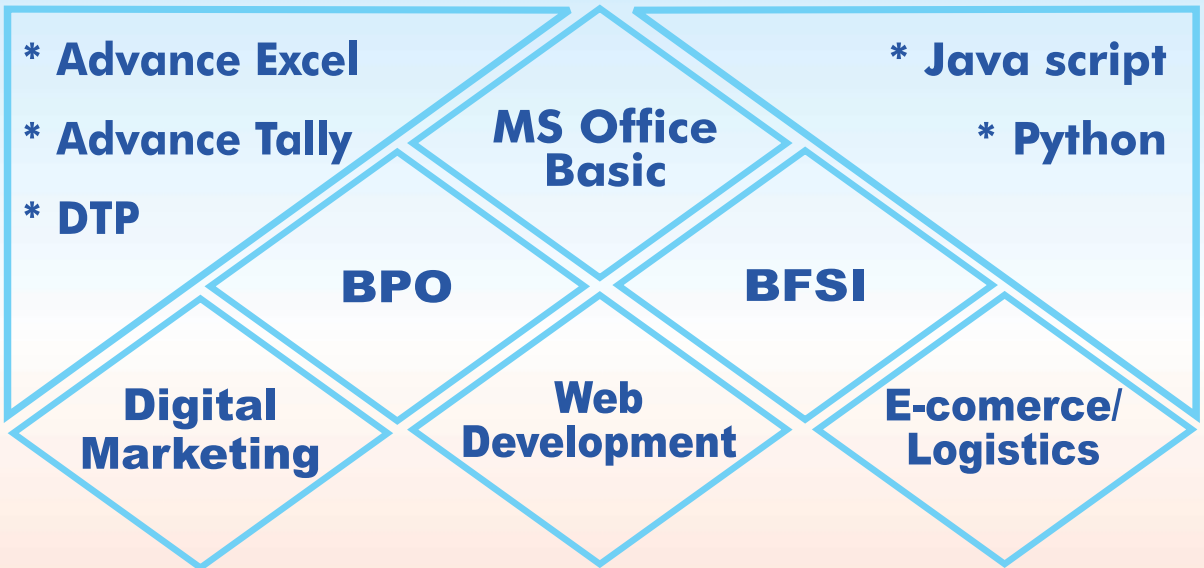 * Advance Excel
* Advance Tally
* DTP
* Java script
* Python
MS Office
Basic
BPO
BFSI
Digital
Marketing
Web
Development
E-comerce/
Logistics